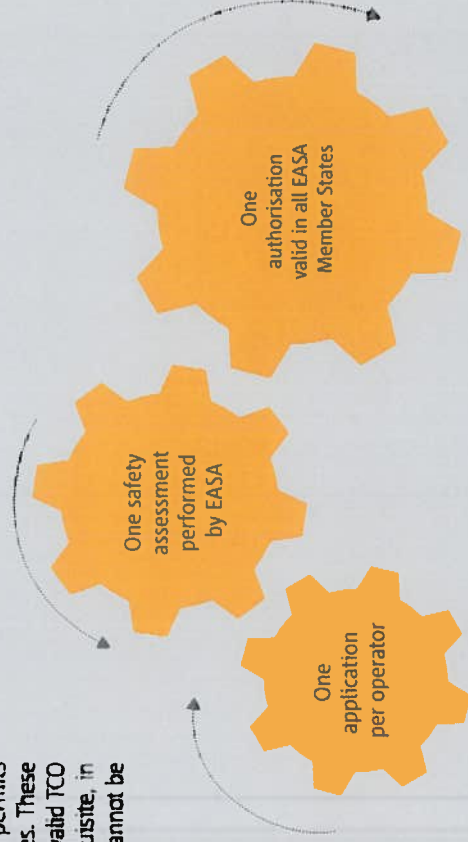 permits
es. These
valid TCO
uisite, in
annot be
One
application
per operator
One safety
assessment
performed
by EASA
One
authorisation
valid in all EASA
Member States